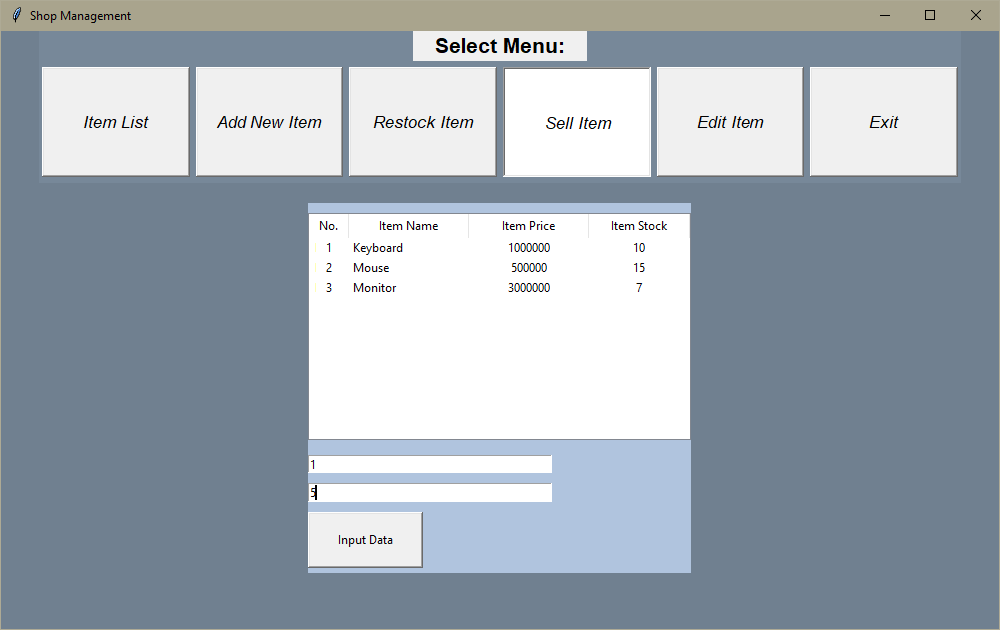 Shop Management
Select Menu:
Item List Add New Item Restock Item Sell Item Edit Item Exit
No. Item Name Item Price Item Stock
1 Keyboard 1000000 10
2 Mouse 500000 15
3 Monitor 3000000 7
1
5
Input Data